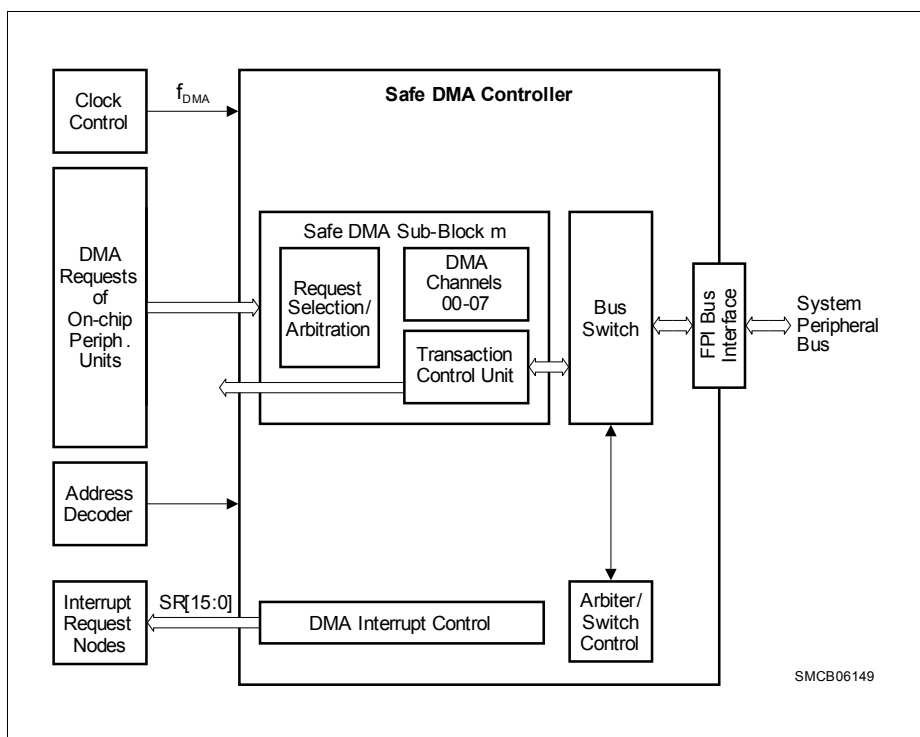 Clock
Control
fDMA
Safe DMA Controller
DMA
Requests
of
On-chip
Periph .
Units
Safe DMA Sub-Block m
Request
Selection/
Arbitration
DMA
Channels
00-07
Transaction
Control Unit
Bus
Switch
FPI Bus
Interface
System
Peripheral
Bus
Address
Decoder
Interrupt
Request
Nodes
SR[15:0]
DMA Interrupt Control
Arbiter/
Switch
Control
SMCB06149